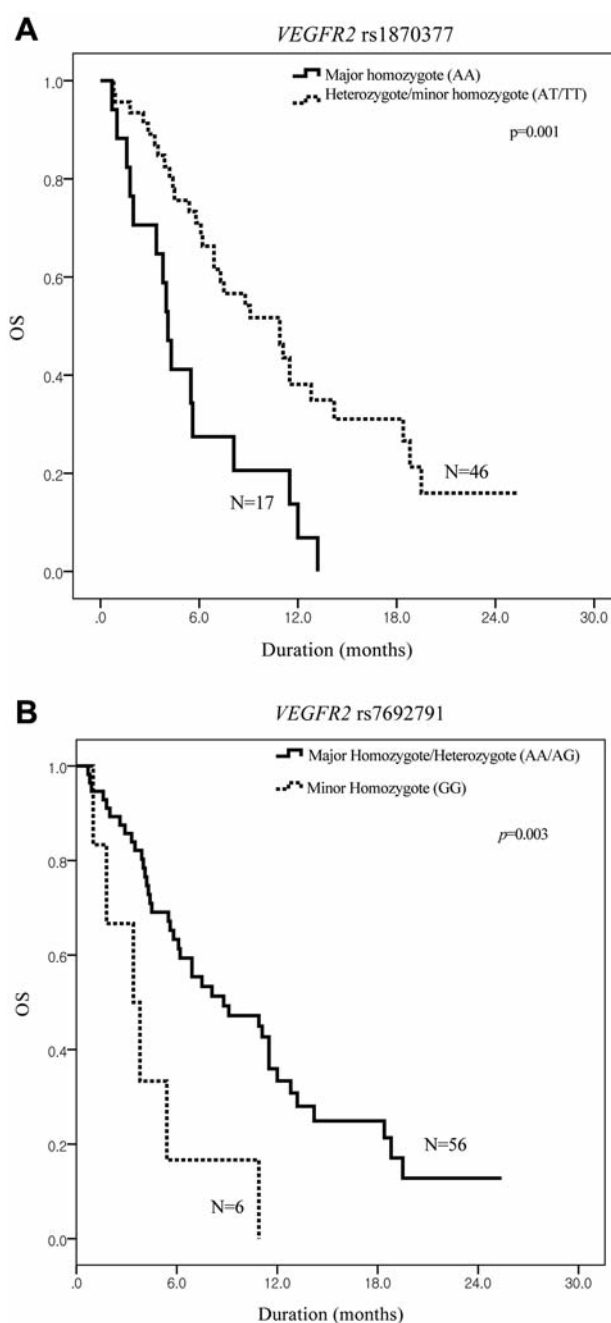 A
VEGFR2 rs1870377
Major homozygote (AA)
Heterozygote/minor homozygote (AT/TT)
p=0.001
1.0
0.8
0.6
0.4
0.2
0.0
OS
N=46
N=17
.0 6.0 12.0 18.0 24.0 30.0
Duration (months)
B
VEGFR2 rs7692791
Major Homozygote/Heterozygote (AA/AG)
Minor Homozygote (GG)
p=0.003
1.0
0.8
0.6
0.4
0.2
0.0
OS
N=56
N=6
.0 6.0 12.0 18.0 24.0 30.0
Duration (months)